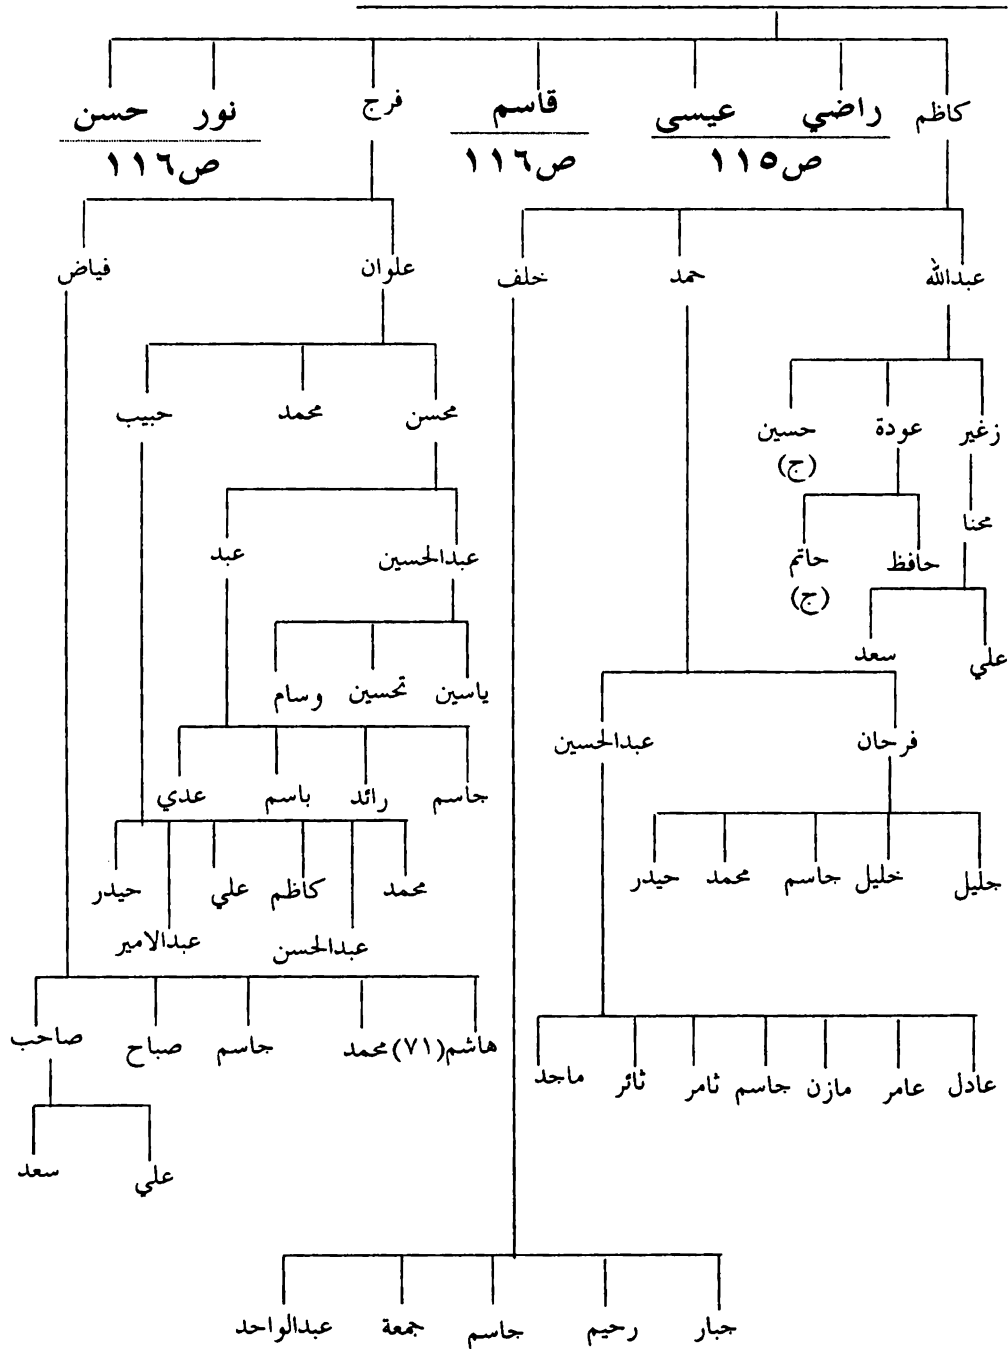 كاظم راضي عيسى قاسم فرج نور حسن
ص١١٥ ص١١٦ ص١١٦
عبدالله حمد خلف علوان فياض
زغير عودة حسين محسن محمد حبيب
(ج)
محنا
حافظ حاتم عبدالحسين عبد
(ج)
علي سعد
ياسين تحسين وسام
فرحان عبدالحسين
جاسم رائد باسم عدي
جليل خليل جاسم محمد حيدر محمد كاظم علي حيدر
عبدالحسن عبدالامير
هاشم(٧١) محمد جاسم صباح صاحب
عادل عامر مازن جاسم ثامر ثائر ماجد
علي سعد
جبار رحيم جاسم جمعة عبدالواحد